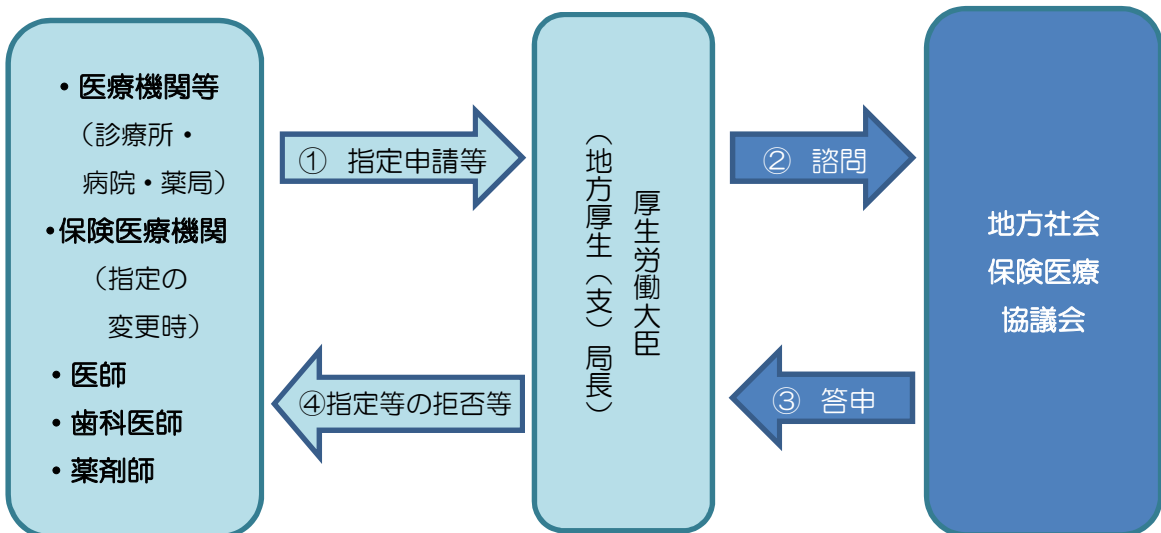 ・医療機関等
（診療所・
病院・薬局）
・保険医療機関
（指定の
変更時）
・医師
・歯科医師
・薬剤師
① 指定申請等
④指定等の拒否等
厚生労働大臣
（地方厚生（支）局長）
② 諮問
③ 答申
地方社会
保険医療
協議会